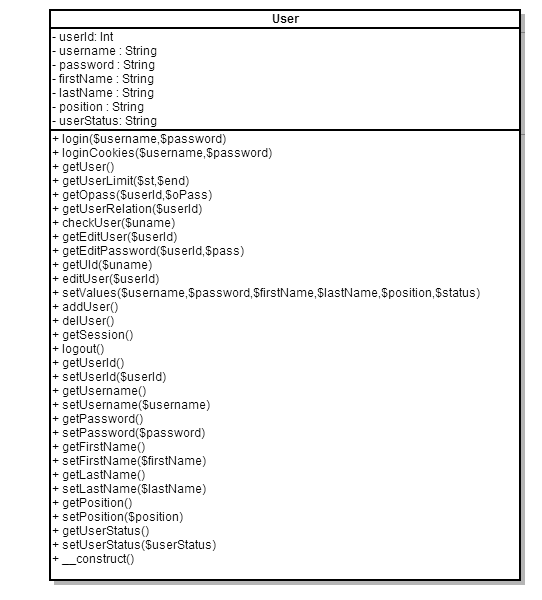 User
- userId: Int
- username : String
- password : String
- firstName : String
- lastName : String
- position : String
- userStatus: String
+ login($username,$password)
+ loginCookies($username,$password)
+ getUser()
+ getUserLimit($st,$end)
+ getOpass($userId,$oPass)
+ getUserRelation($userId)
+ checkUser($uname)
+ getEditUser($userId)
+ getEditPassword($userId,$pass)
+ getUId($uname)
+ editUser($userId)
+ setValues($username,$password,$firstName,$lastName,$position,$status)
+ addUser()
+ delUser()
+ getSession()
+ logout()
+ getUserId()
+ setUserId($userId)
+ getUsername()
+ setUsername($username)
+ getPassword()
+ setPassword($password)
+ getFirstName()
+ setFirstName($firstName)
+ getLastName()
+ setLastName($lastName)
+ getPosition()
+ setPosition($position)
+ getUserStatus()
+ setUserStatus($userStatus)
+ __construct()